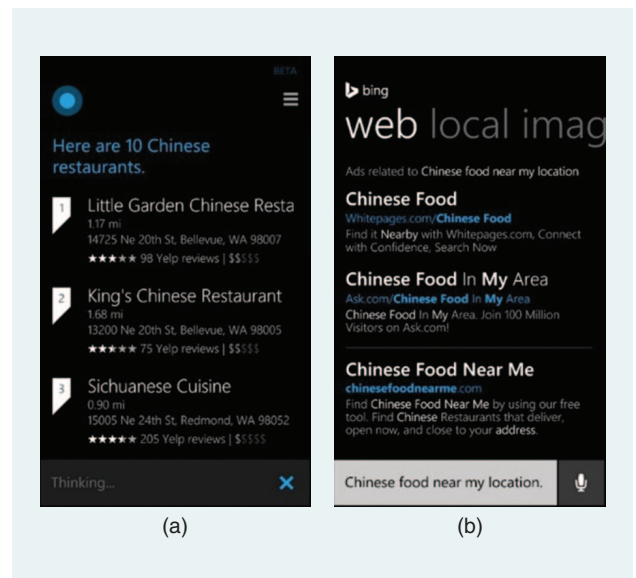 BETA
Here are 10 Chinese
restaurants.
1
Little Garden Chinese Resta
1.17 mi
14725 Ne 20th St, Bellevue, WA 98007
★★★★★ 98 Yelp reviews | $$$$$
2
King's Chinese Restaurant
1.68 mi
13200 Ne 20th St, Bellevue, WA 98005
★★★★★ 75 Yelp reviews | $$$$$
3
Sichuanese Cuisine
0.90 mi
15005 Ne 24th St, Redmond, WA 98052
★★★★★ 205 Yelp reviews | $$$$$
Thinking...
(a)
bing
web local imag
Ads related to Chinese food near my location
Chinese Food
Whitepages.com/Chinese Food
Find it Nearby with Whitepages.com, Connect
with Confidence, Search Now
Chinese Food In My Area
Ask.com/Chinese Food In My Area
Chinese Food In My Area. Join 100 Million
Visitors on Ask.com!
Chinese Food Near Me
chinesefoodnearme.com
Find Chinese Food Near Me by using our free
tool. Find Chinese Restaurants that deliver,
open now, and close to your address.
Chinese food near my location.
(b)